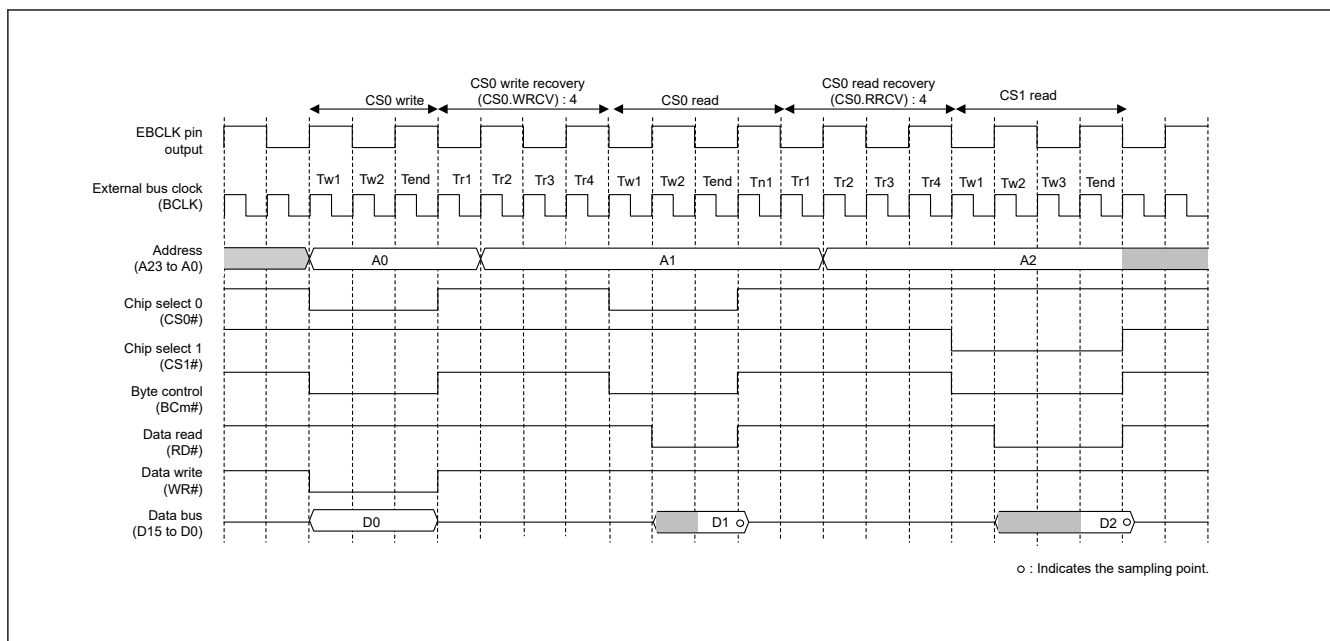 CS0 write
CS0 write recovery
(CS0.WRCV) : 4
CS0 read
CS0 read recovery
(CS0.RRCV) : 4
CS1 read
EBCLK pin
output
External bus clock
(BCLK)
Tw1 Tw2 Tend Tr1 Tr2 Tr3 Tr4 Tw1 Tw2 Tend Tn1 Tr1 Tr2 Tr3 Tr4 Tw1 Tw2 Tw3 Tend
Address
(A23 to A0)
A0 A1 A2
Chip select 0
(CS0#)
Chip select 1
(CS1#)
Byte control
(BCm#)
Data read
(RD#)
Data write
(WR#)
Data bus
(D15 to D0)
D0 D1 D2
: Indicates the sampling point.